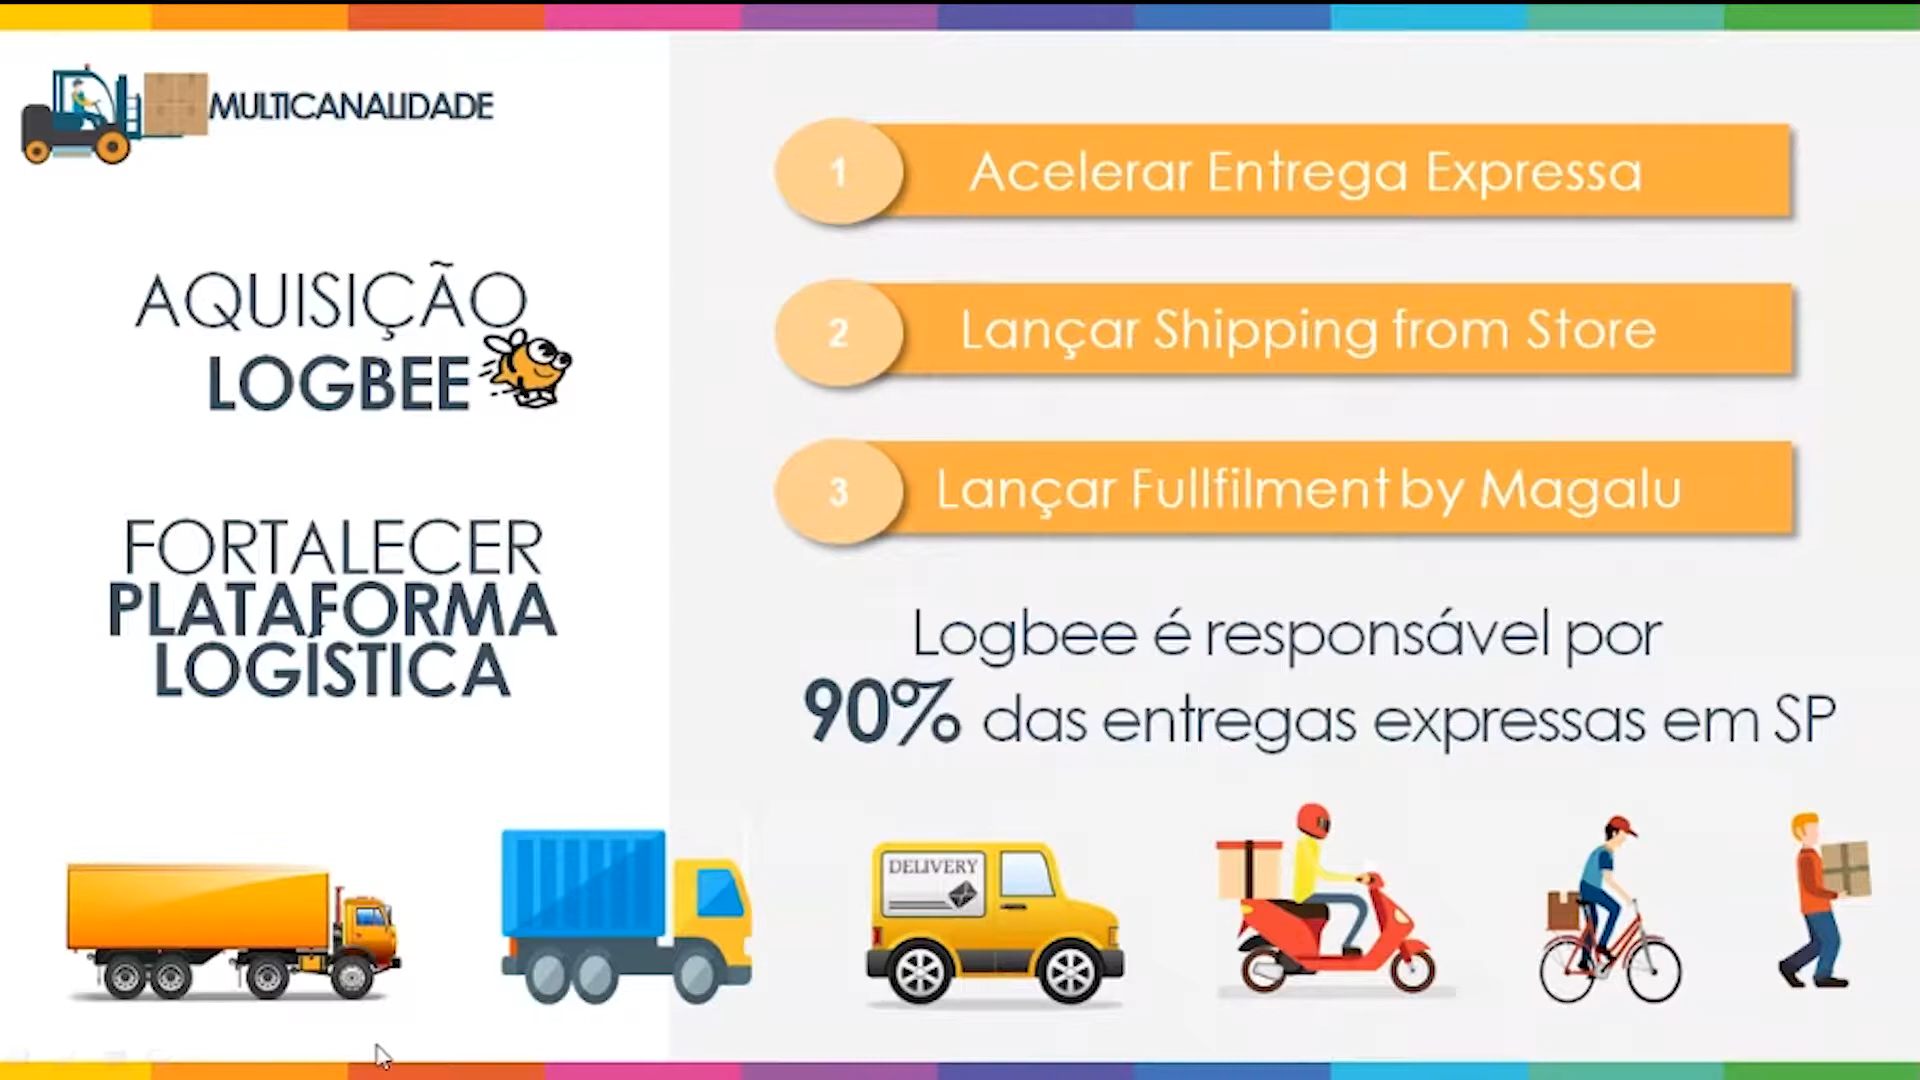 MULTICANALIDADE
AQUISIÇÃO
LOGBEE
FORTALECER
PLATAFORMA
LOGÍSTICA
1 Acelerar Entrega Expressa
2 Lançar Shipping from Store
3 Lançar Fullfilment by Magalu
Logbee é responsável por
90% das entregas expressas em SP
DELIVERY